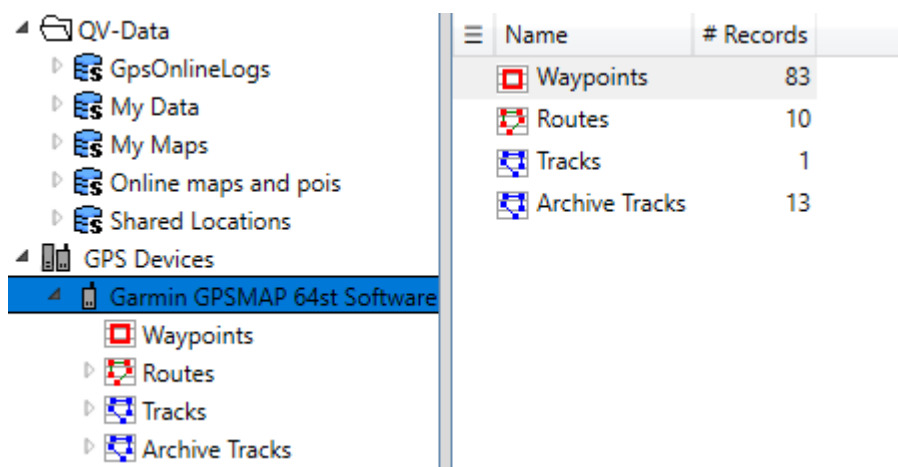 QV-Data
GpsOnlineLogs
My Data
My Maps
Online maps and pois
Shared Locations
GPS Devices
Garmin GPSMAP 64st Software
Waypoints
Routes
Tracks
Archive Tracks
Name # Records
Waypoints 83
Routes 10
Tracks 1
Archive Tracks 13